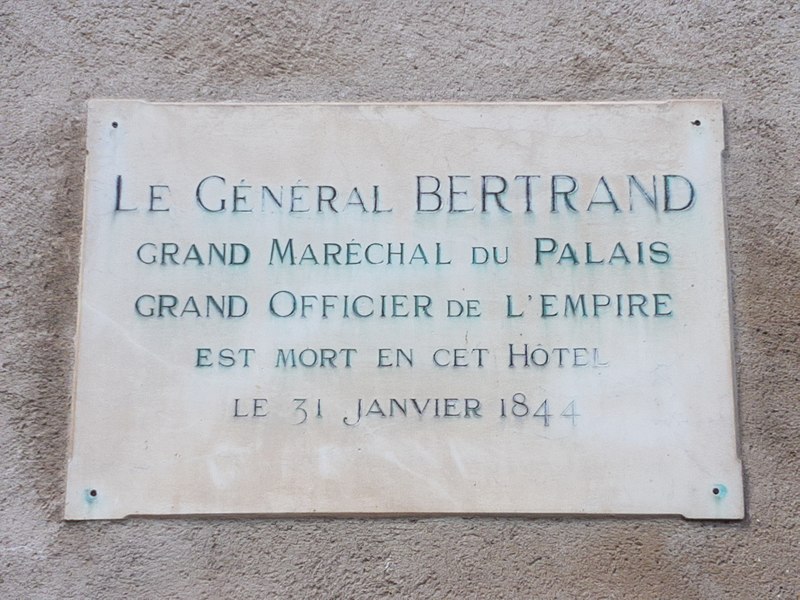 LE GÉNÉRAL BERTRAND
GRAND MARÉCHAL DU PALAIS
GRAND OFFICIER DE L'EMPIRE
EST MORT EN CET HÔTEL
LE 31 JANVIER 1844